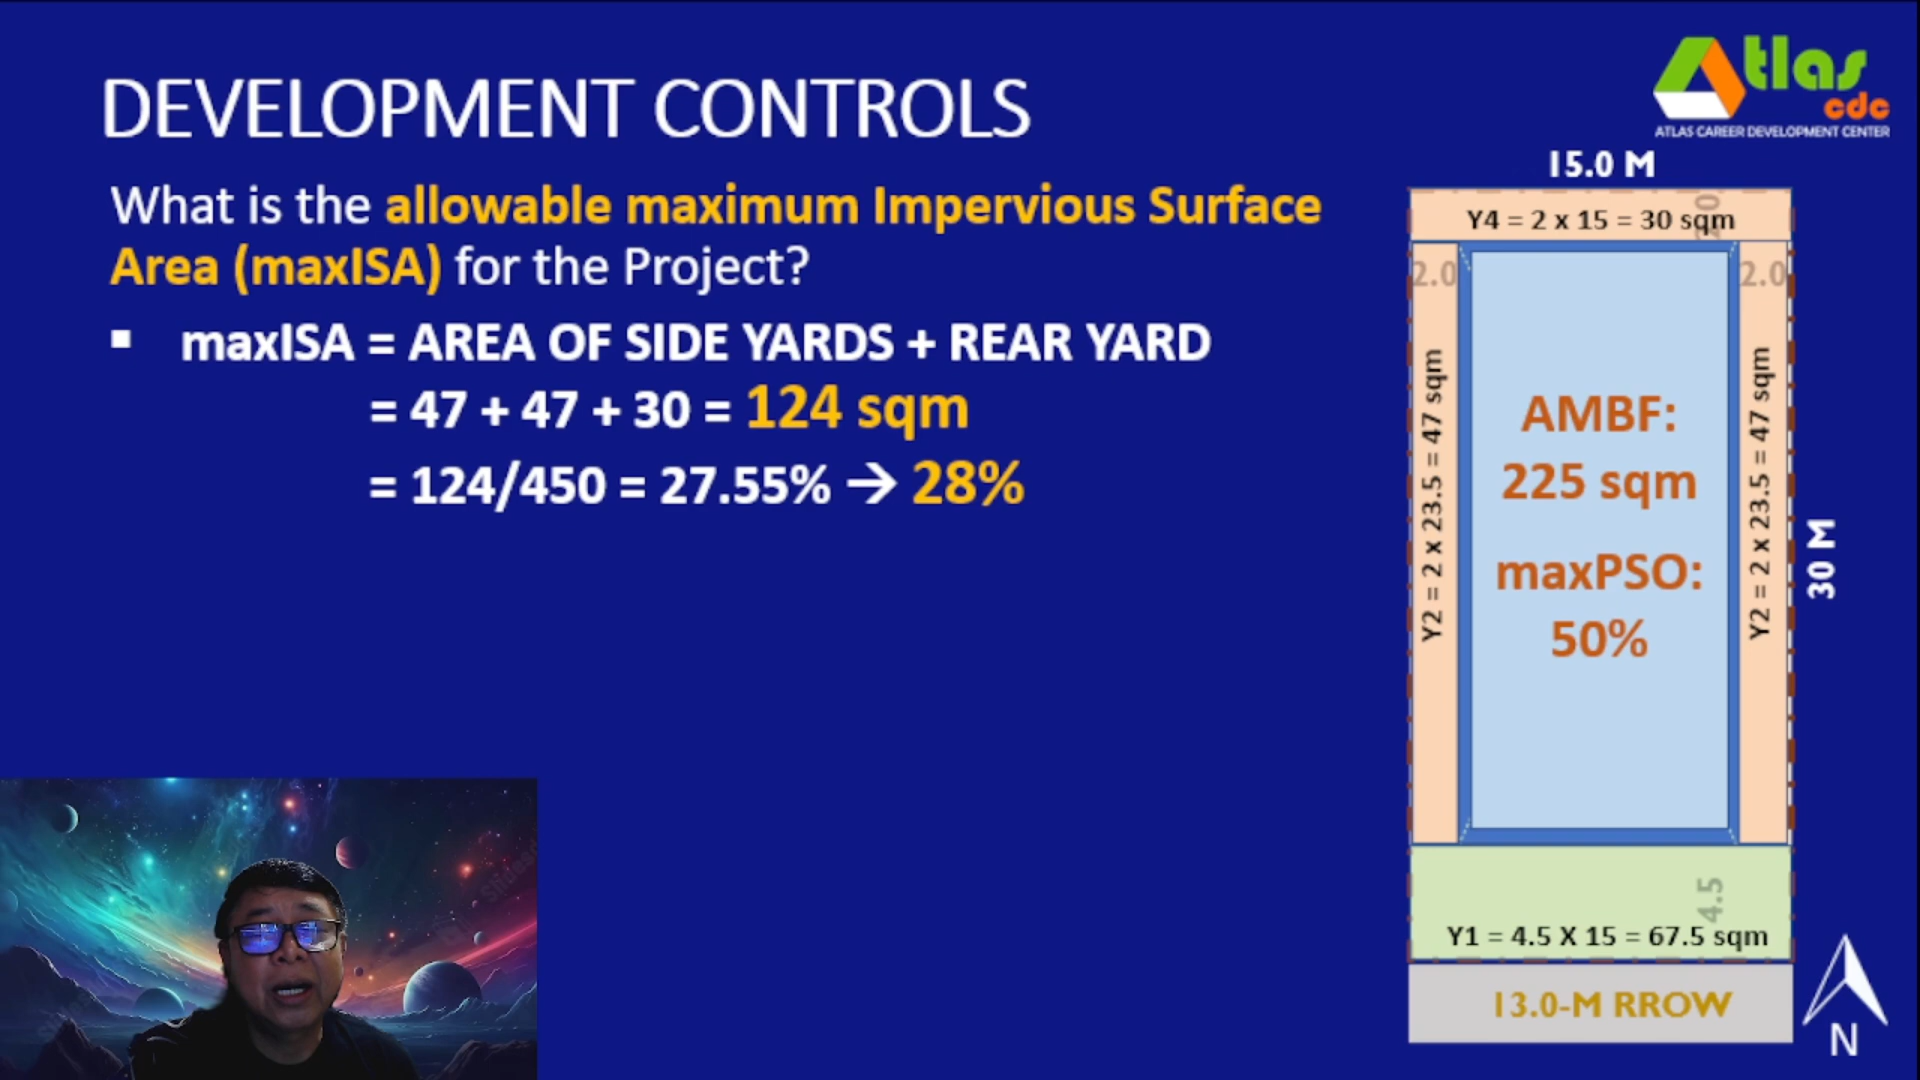 DEVELOPMENT CONTROLS
Atlas
cdc
ATLAS CAREER DEVELOPMENT CENTER
What is the allowable maximum Impervious Surface
Area (maxISA) for the Project?
▪ maxISA = AREA OF SIDE YARDS + REAR YARD
= 47 + 47 + 30 = 124 sqm
= 124/450 = 27.55% → 28%
15.0 M
Y4 = 2 x 15 = 30 sqm
2.0
2.0
2.0
Y2 = 2 x 23.5 = 47 sqm
AMBF:
225 sqm
maxPSO:
50%
Y2 = 2 x 23.5 = 47 sqm
30 M
4.5
Y1 = 4.5 X 15 = 67.5 sqm
13.0-M RROW
N